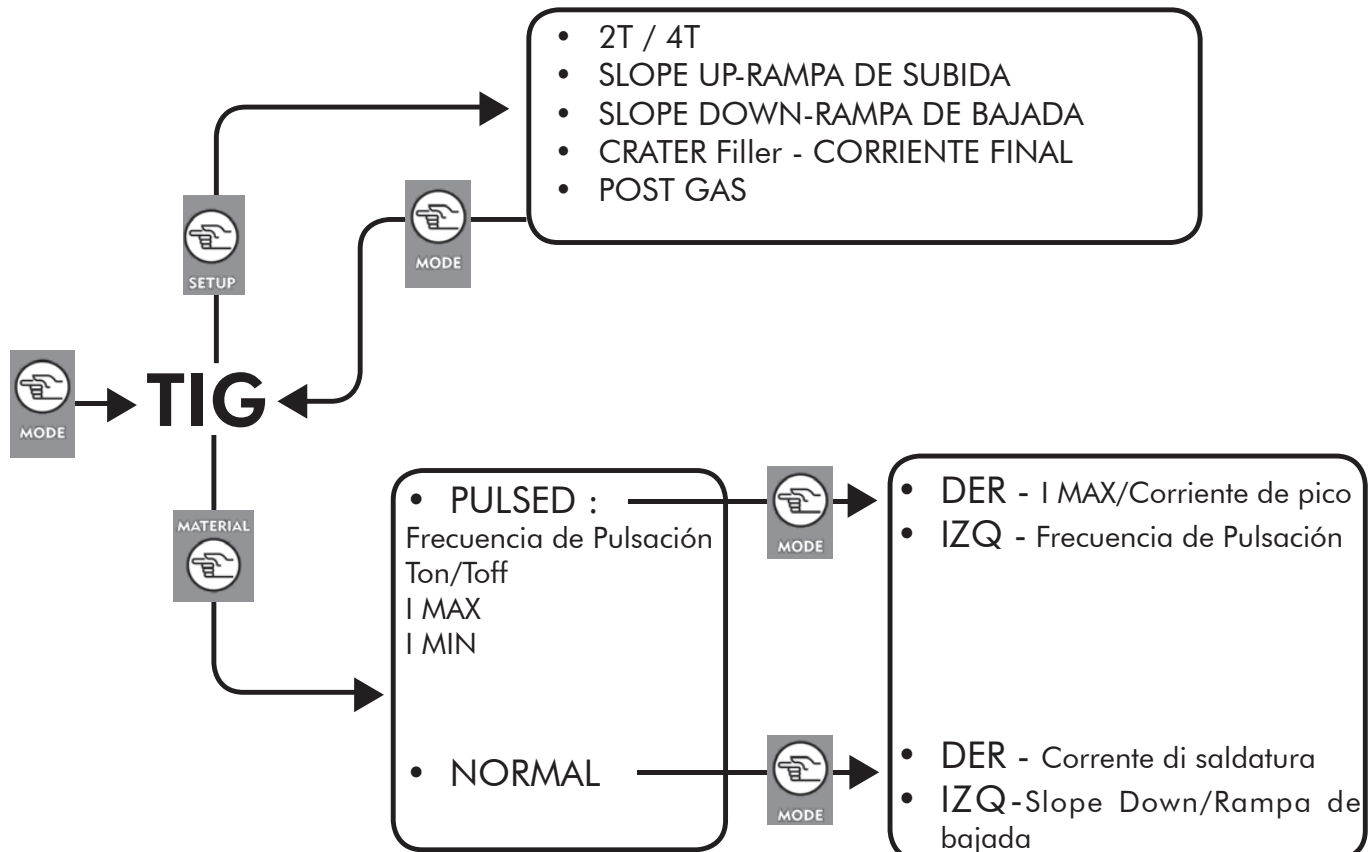 • 2T / 4T
• SLOPE UP-RAMPA DE SUBIDA
• SLOPE DOWN-RAMPA DE BAJADA
• CRATER Filler - CORRIENTE FINAL
• POST GAS
MODE
SETUP
MODE
TIG
MATERIAL
• PULSED :
Frecuencia de Pulsación
Ton/Toff
I MAX
I MIN
• NORMAL
MODE
• DER - I MAX/Corriente de pico
• IZQ - Frecuencia de Pulsación
MODE
• DER - Corrente di saldatura
• IZQ-Slope Down/Rampa de
bajada